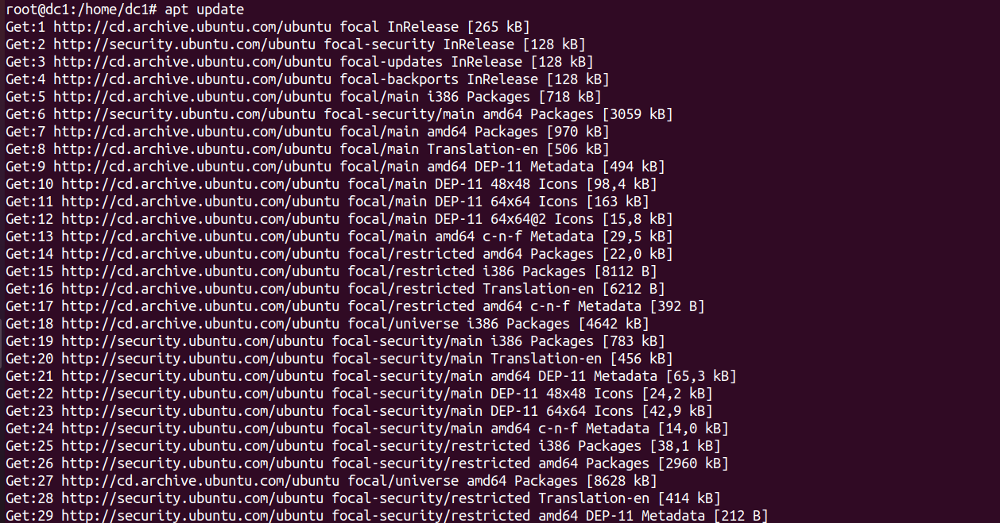 root@dc1:/home/dc1# apt update
Get:1 http://cd.archive.ubuntu.com/ubuntu focal InRelease [265 kB]
Get:2 http://security.ubuntu.com/ubuntu focal-security InRelease [128 kB]
Get:3 http://cd.archive.ubuntu.com/ubuntu focal-updates InRelease [128 kB]
Get:4 http://cd.archive.ubuntu.com/ubuntu focal-backports InRelease [128 kB]
Get:5 http://cd.archive.ubuntu.com/ubuntu focal/main i386 Packages [718 kB]
Get:6 http://security.ubuntu.com/ubuntu focal-security/main amd64 Packages [3059 kB]
Get:7 http://cd.archive.ubuntu.com/ubuntu focal/main amd64 Packages [970 kB]
Get:8 http://cd.archive.ubuntu.com/ubuntu focal/main Translation-en [506 kB]
Get:9 http://cd.archive.ubuntu.com/ubuntu focal/main amd64 DEP-11 Metadata [494 kB]
Get:10 http://cd.archive.ubuntu.com/ubuntu focal/main DEP-11 48x48 Icons [98,4 kB]
Get:11 http://cd.archive.ubuntu.com/ubuntu focal/main DEP-11 64x64 Icons [163 kB]
Get:12 http://cd.archive.ubuntu.com/ubuntu focal/main DEP-11 64x64@2 Icons [15,8 kB]
Get:13 http://cd.archive.ubuntu.com/ubuntu focal/main amd64 c-n-f Metadata [29,5 kB]
Get:14 http://cd.archive.ubuntu.com/ubuntu focal/restricted amd64 Packages [22,0 kB]
Get:15 http://cd.archive.ubuntu.com/ubuntu focal/restricted i386 Packages [8112 B]
Get:16 http://cd.archive.ubuntu.com/ubuntu focal/restricted Translation-en [6212 B]
Get:17 http://cd.archive.ubuntu.com/ubuntu focal/restricted amd64 c-n-f Metadata [392 B]
Get:18 http://cd.archive.ubuntu.com/ubuntu focal/universe i386 Packages [4642 kB]
Get:19 http://security.ubuntu.com/ubuntu focal-security/main i386 Packages [783 kB]
Get:20 http://security.ubuntu.com/ubuntu focal-security/main Translation-en [456 kB]
Get:21 http://security.ubuntu.com/ubuntu focal-security/main amd64 DEP-11 Metadata [65,3 kB]
Get:22 http://security.ubuntu.com/ubuntu focal-security/main DEP-11 48x48 Icons [24,2 kB]
Get:23 http://security.ubuntu.com/ubuntu focal-security/main DEP-11 64x64 Icons [42,9 kB]
Get:24 http://security.ubuntu.com/ubuntu focal-security/main amd64 c-n-f Metadata [14,0 kB]
Get:25 http://security.ubuntu.com/ubuntu focal-security/restricted i386 Packages [38,1 kB]
Get:26 http://security.ubuntu.com/ubuntu focal-security/restricted amd64 Packages [2960 kB]
Get:27 http://cd.archive.ubuntu.com/ubuntu focal/universe amd64 Packages [8628 kB]
Get:28 http://security.ubuntu.com/ubuntu focal-security/restricted Translation-en [414 kB]
Get:29 http://security.ubuntu.com/ubuntu focal-security/restricted amd64 DEP-11 Metadata [212 B]